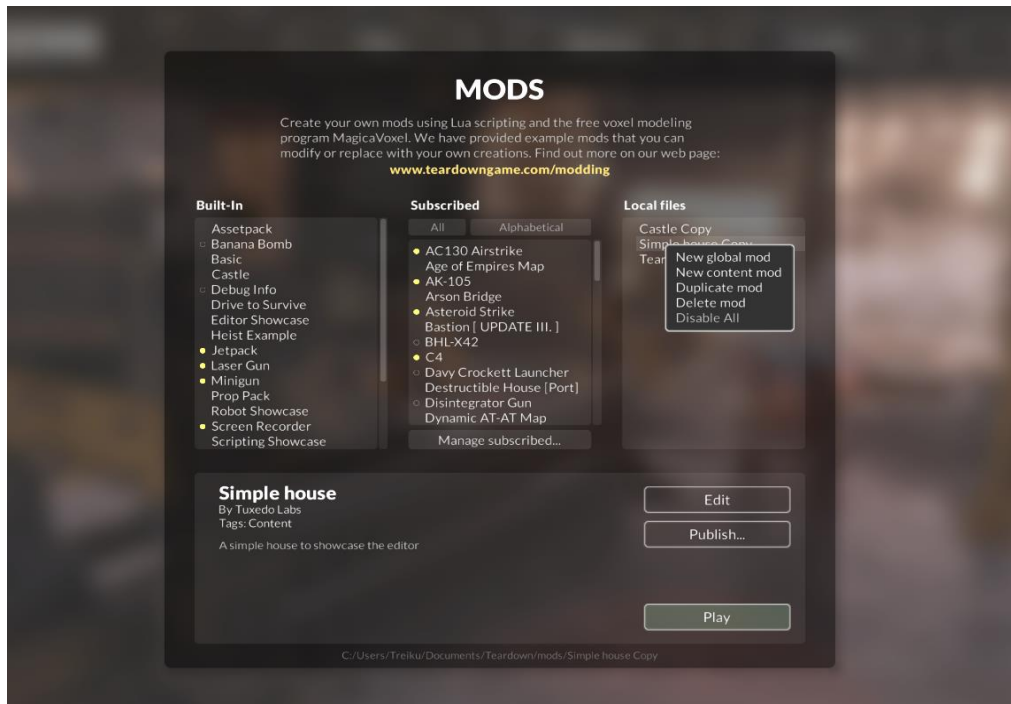 MODS
Create your own mods using Lua scripting and the free voxel modeling
program MagicaVoxel. We have provided example mods that you can
modify or replace with your own creations. Find out more on our web page:
www.teardowngame.com/modding
Built-In
Assetpack
Banana Bomb
Basic
Castle
Debug Info
Drive to Survive
Editor Showcase
Heist Example
Jetpack
Laser Gun
Minigun
Prop Pack
Robot Showcase
Screen Recorder
Scripting Showcase
Subscribed
All
Alphabetical
AC130 Airstrike
Age of Empires Map
AK-105
Arson Bridge
Asteroid Strike
Bastion [ UPDATE III. ]
BHL-X42
C4
Davy Crockett Launcher
Destructible House [Port]
Disintegrator Gun
Dynamic AT-AT Map
Manage subscribed...
Local files
Castle Copy
Simple house Copy
New global mod
New content mod
Duplicate mod
Delete mod
Disable All
Simple house
By Tuxedo Labs
Tags: Content
A simple house to showcase the editor
Edit
Publish...
Play
C:/Users/Treiku/Documents/Teardown/mods/Simple house Copy